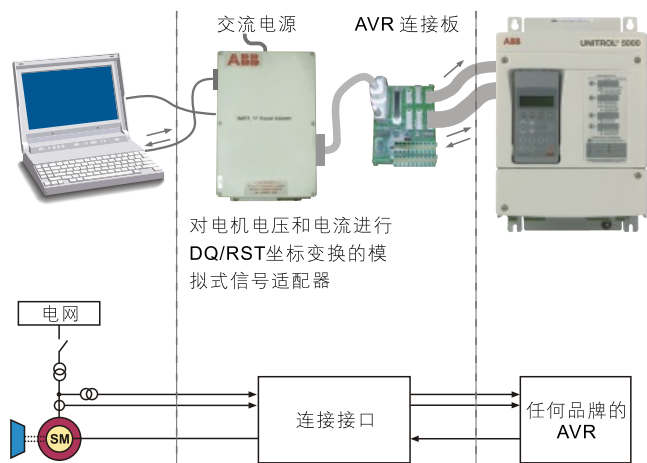 交流电源
AVR 连接板
ABB
ABB
UNITROL® 5000
对电机电压和电流进行
DQ/RST坐标变换的模
拟式信号适配器
电网
连接接口
任何品牌的
AVR
SM